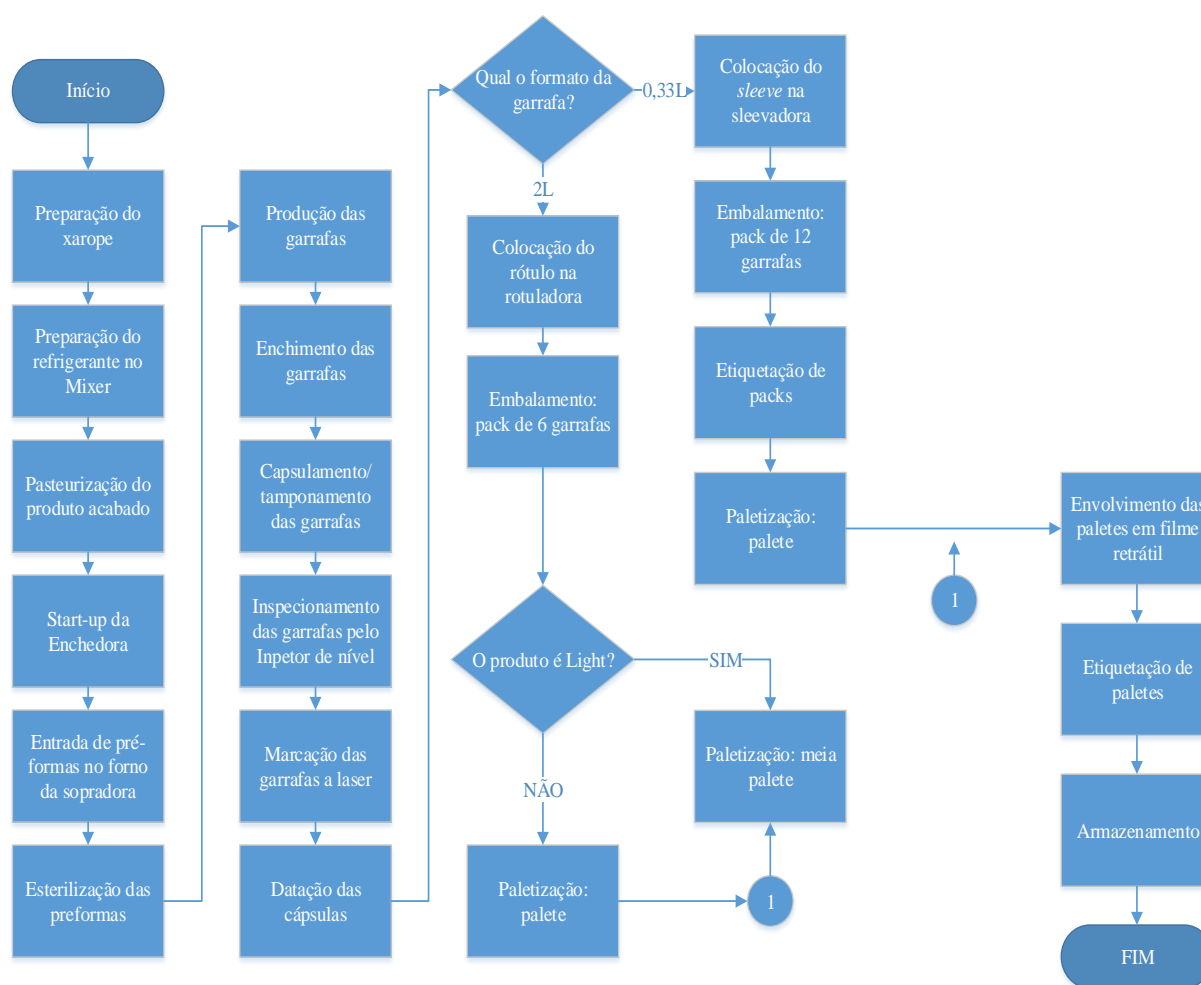 Início
Preparação do
xarope
Preparação do
refrigerante no
Mixer
Pasteurização do
produto acabado
Start-up da
Enchedora
Entrada de pré-
formas no forno
da sopradora
Esterilização das
preformas
Produção das
garrafas
Enchimento das
garrafas
Capsulamento/
tamponamento
das garrafas
Inspecionamento
das garrafas pelo
Inpetor de nível
Marcação das
garrafas a laser
Datação das
cápsulas
Qual o formato da
garrafa?
0,33L
2L
Colocação do
rótulo na
rotuladora
Embalamento:
pack de 6 garrafas
O produto é Light?
SIM
NÃO
Paletização:
palete
1
Paletização: meia
palete
Colocação do
sleeve na
sleevadora
Embalamento:
pack de 12
garrafas
Etiquetação de
packs
Paletização:
palete
1
Envolvimento das
paletes em filme
retrátil
Etiquetação de
paletes
Armazenamento
FIM